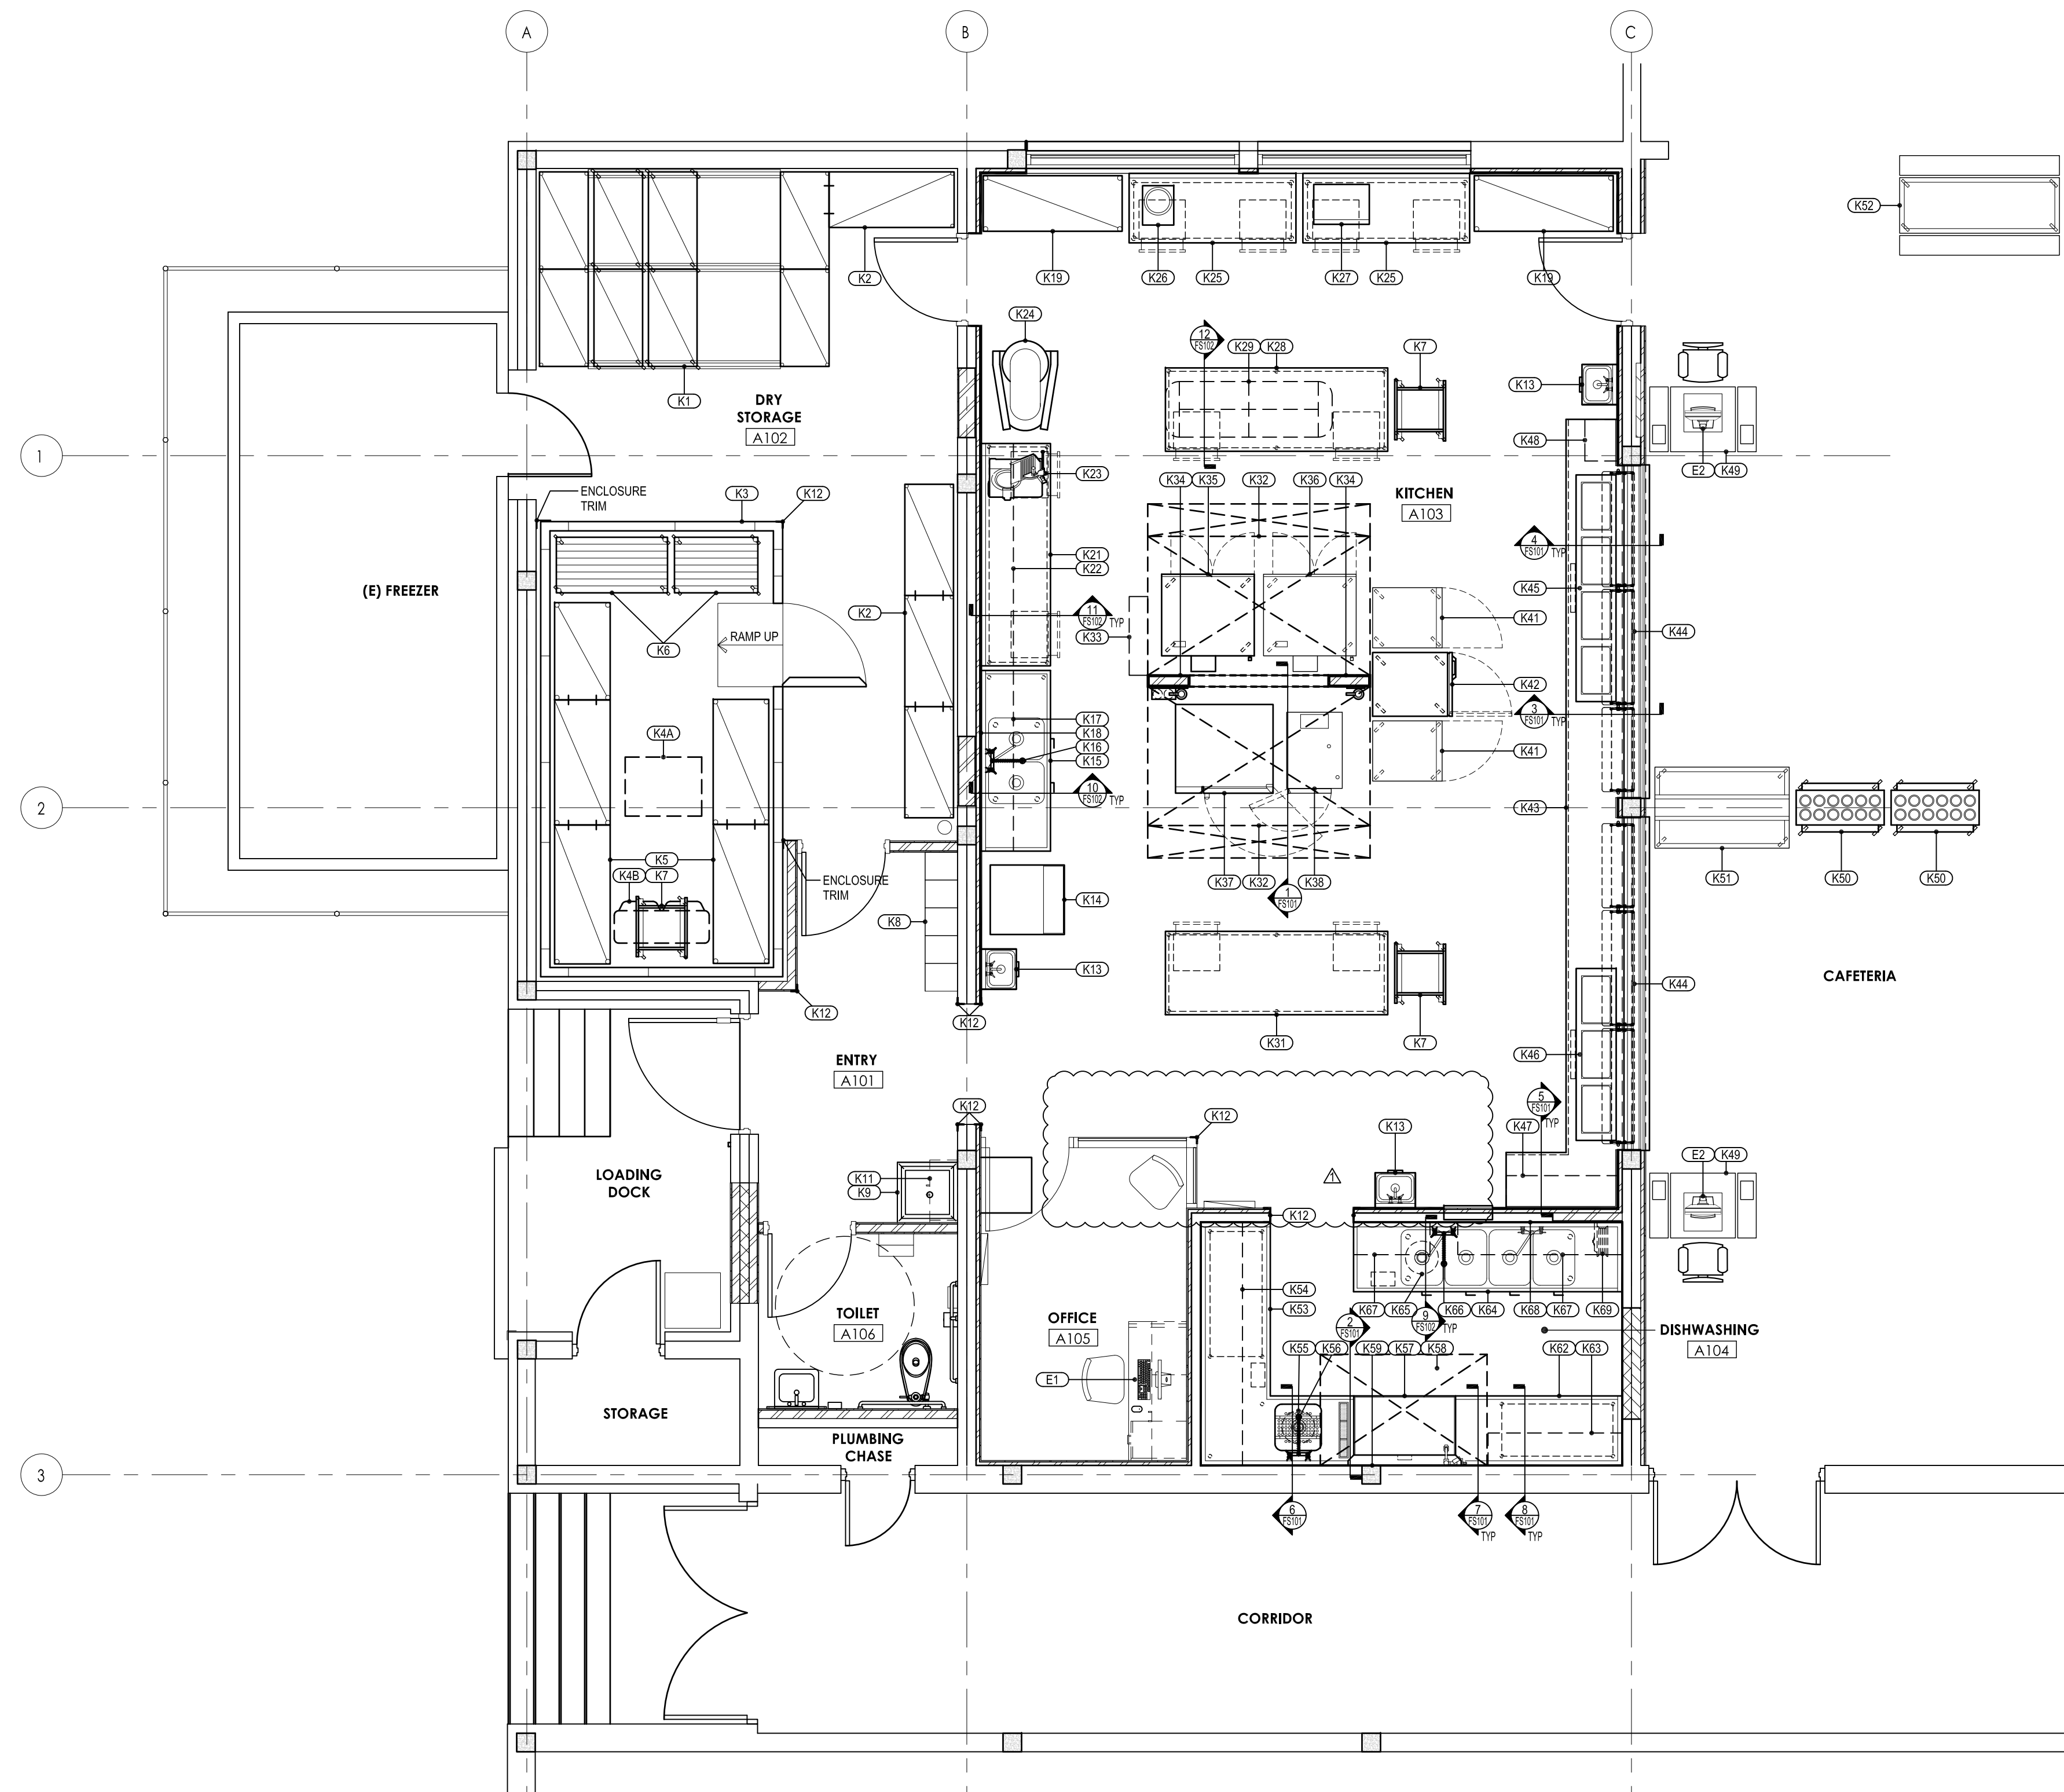 A
B
C
K52
K2
K19
K26
K25
K27
K25
K19
K24
12
FS102
K29
K28
K7
K13
K1
DRY
STORAGE
A102
K48
1
E2
K49
K23
K34
K35
K32
K36
K34
KITCHEN
A103
ENCLOSURE
TRIM
K3
K12
4
FS101
TYP
K21
K22
K45
(E) FREEZER
K2
11
FS102
TYP
K41
K44
RAMP UP
K33
K6
K42
3
FS101
TYP
K17
K18
K16
K15
K4A
K41
10
FS102
TYP
2
K43
K5
K4B
K7
ENCLOSURE
TRIM
K37
K32
K38
K51
K50
K50
1
FS101
K14
K8
K13
CAFETERIA
K44
K12
K12
K31
K7
K46
ENTRY
A101
K12
5
FS101
TYP
K12
K13
K47
E2
K49
LOADING
DOCK
K11
K9
1
K12
K54
K53
TOILET
A106
OFFICE
A105
2
FS101
K67
K65
9
FS102
TYP
K66
K64
K68
K67
K69
DISHWASHING
A104
K55
K56
K59
K57
K58
K62
K63
E1
STORAGE
PLUMBING
CHASE
3
6
FS101
7
FS101
TYP
8
FS101
TYP
CORRIDOR